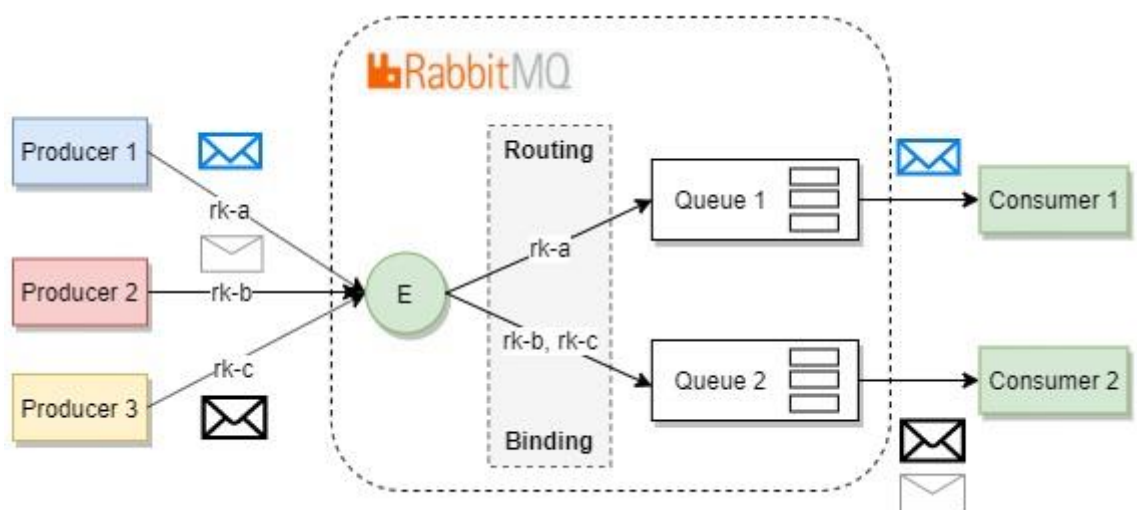 RabbitMQ
Producer 1
rk-a
Producer 2
rk-b
Producer 3
rk-c
E
Routing
rk-a
rk-b, rk-c
Binding
Queue 1
Queue 2
Consumer 1
Consumer 2